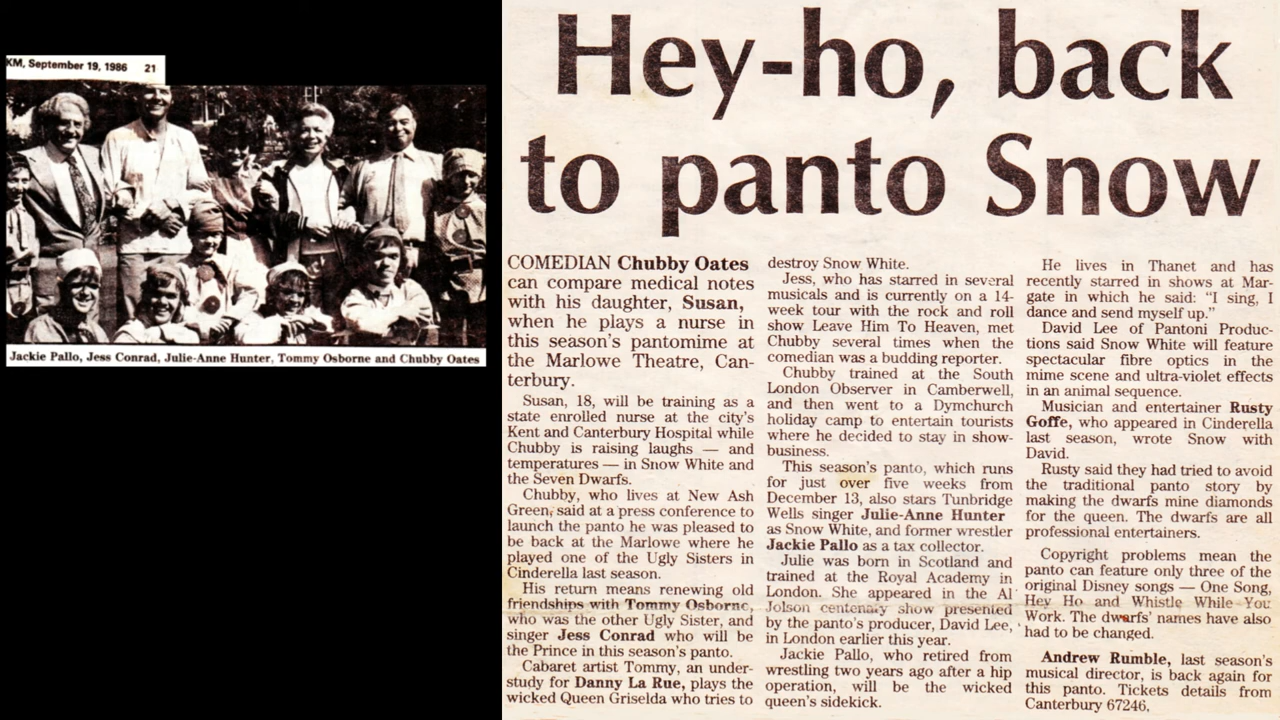 KM, September 19, 1986 21
Jackie Pallo, Jess Conrad, Julie-Anne Hunter, Tommy Osborne and Chubby Oates
Hey-ho, back
to panto Snow
COMEDIAN Chubby Oates
can compare medical notes
with his daughter, Susan,
when he plays a nurse in
this season's pantomime at
the Marlowe Theatre, Can-
terbury.
Susan, 18, will be training as a
state enrolled nurse at the city's
Kent and Canterbury Hospital while
Chubby is raising laughs — and
temperatures — in Snow White and
the Seven Dwarfs.
Chubby, who lives at New Ash
Green, said at a press conference to
launch the panto he was pleased to
be back at the Marlowe where he
played one of the Ugly Sisters in
Cinderella last season.
His return means renewing old
friendships with Tommy Osborne,
who was the other Ugly Sister, and
singer Jess Conrad who will be
the Prince in this season's panto.
Cabaret artist Tommy, an under-
study for Danny La Rue, plays the
wicked Queen Griselda who tries to
destroy Snow White.
Jess, who has starred in several
musicals and is currently on a 14-
week tour with the rock and roll
show Leave Him To Heaven, met
Chubby several times when the
comedian was a budding reporter.
Chubby trained at the South
London Observer in Camberwell,
and then went to a Dymchurch
holiday camp to entertain tourists
where he decided to stay in show-
business.
This season's panto, which runs
for just over five weeks from
December 13, also stars Tunbridge
Wells singer Julie-Anne Hunter
as Snow White, and former wrestler
Jackie Pallo as a tax collector.
Julie was born in Scotland and
trained at the Royal Academy in
London. She appeared in the Al
Jolson centenary show presented
by the panto's producer, David Lee,
in London earlier this year.
Jackie Pallo, who retired from
wrestling two years ago after a hip
operation, will be the wicked
queen's sidekick.
He lives in Thanet and has
recently starred in shows at Mar-
gate in which he said: "I sing, I
dance and send myself up."
David Lee of Pantoni Produc-
tions said Snow White will feature
spectacular fibre optics in the
mime scene and ultra-violet effects
in an animal sequence.
Musician and entertainer Rusty
Goffe, who appeared in Cinderella
last season, wrote Snow with
David.
Rusty said they had tried to avoid
the traditional panto story by
making the dwarfs mine diamonds
for the queen. The dwarfs are all
professional entertainers.
Copyright problems mean the
panto can feature only three of the
original Disney songs — One Song,
Hey Ho and Whistle While You
Work. The dwarfs' names have also
had to be changed.
Andrew Rumble, last season's
musical director, is back again for
this panto. Tickets details from
Canterbury 67246.